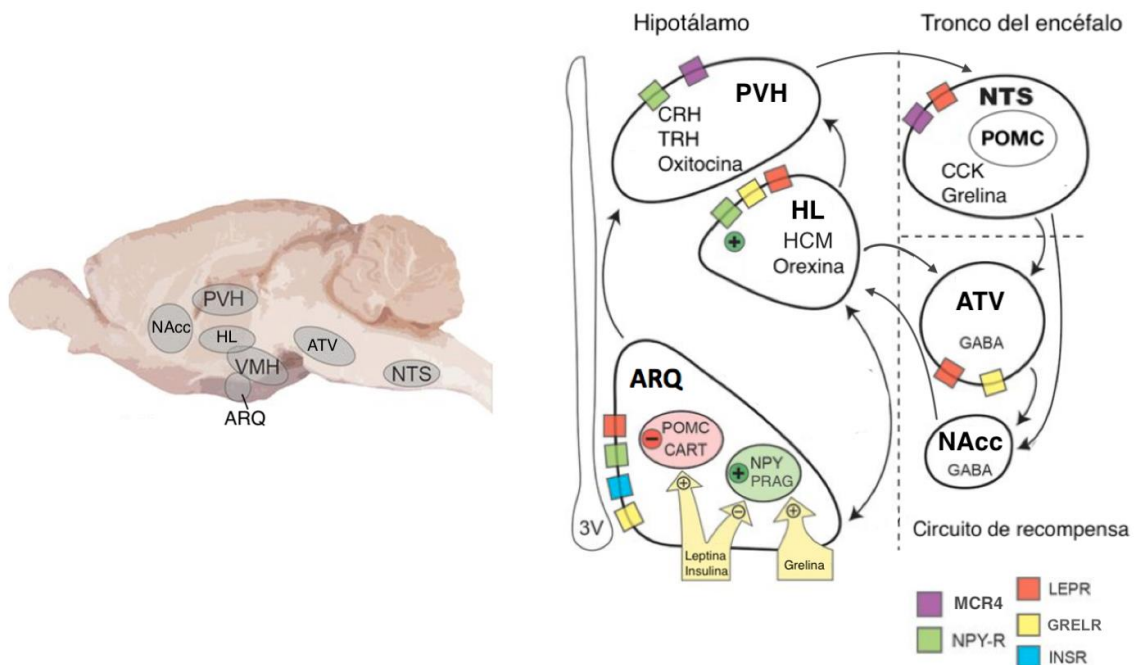 PVH
NAcc
HL
VMH
ATV
NTS
ARQ
Hipotálamo
Tronco del encéfalo
PVH
CRH
TRH
Oxitocina
NTS
POMC
CCK
Grelina
HL
HCM
Orexina
ATV
GABA
ARQ
POMC
CART
NPY
PRAG
NAcc
GABA
3V
Leptina
Insulina
Grelina
Circuito de recompensa
MCR4
NPY-R
LEPR
GRELR
INSR